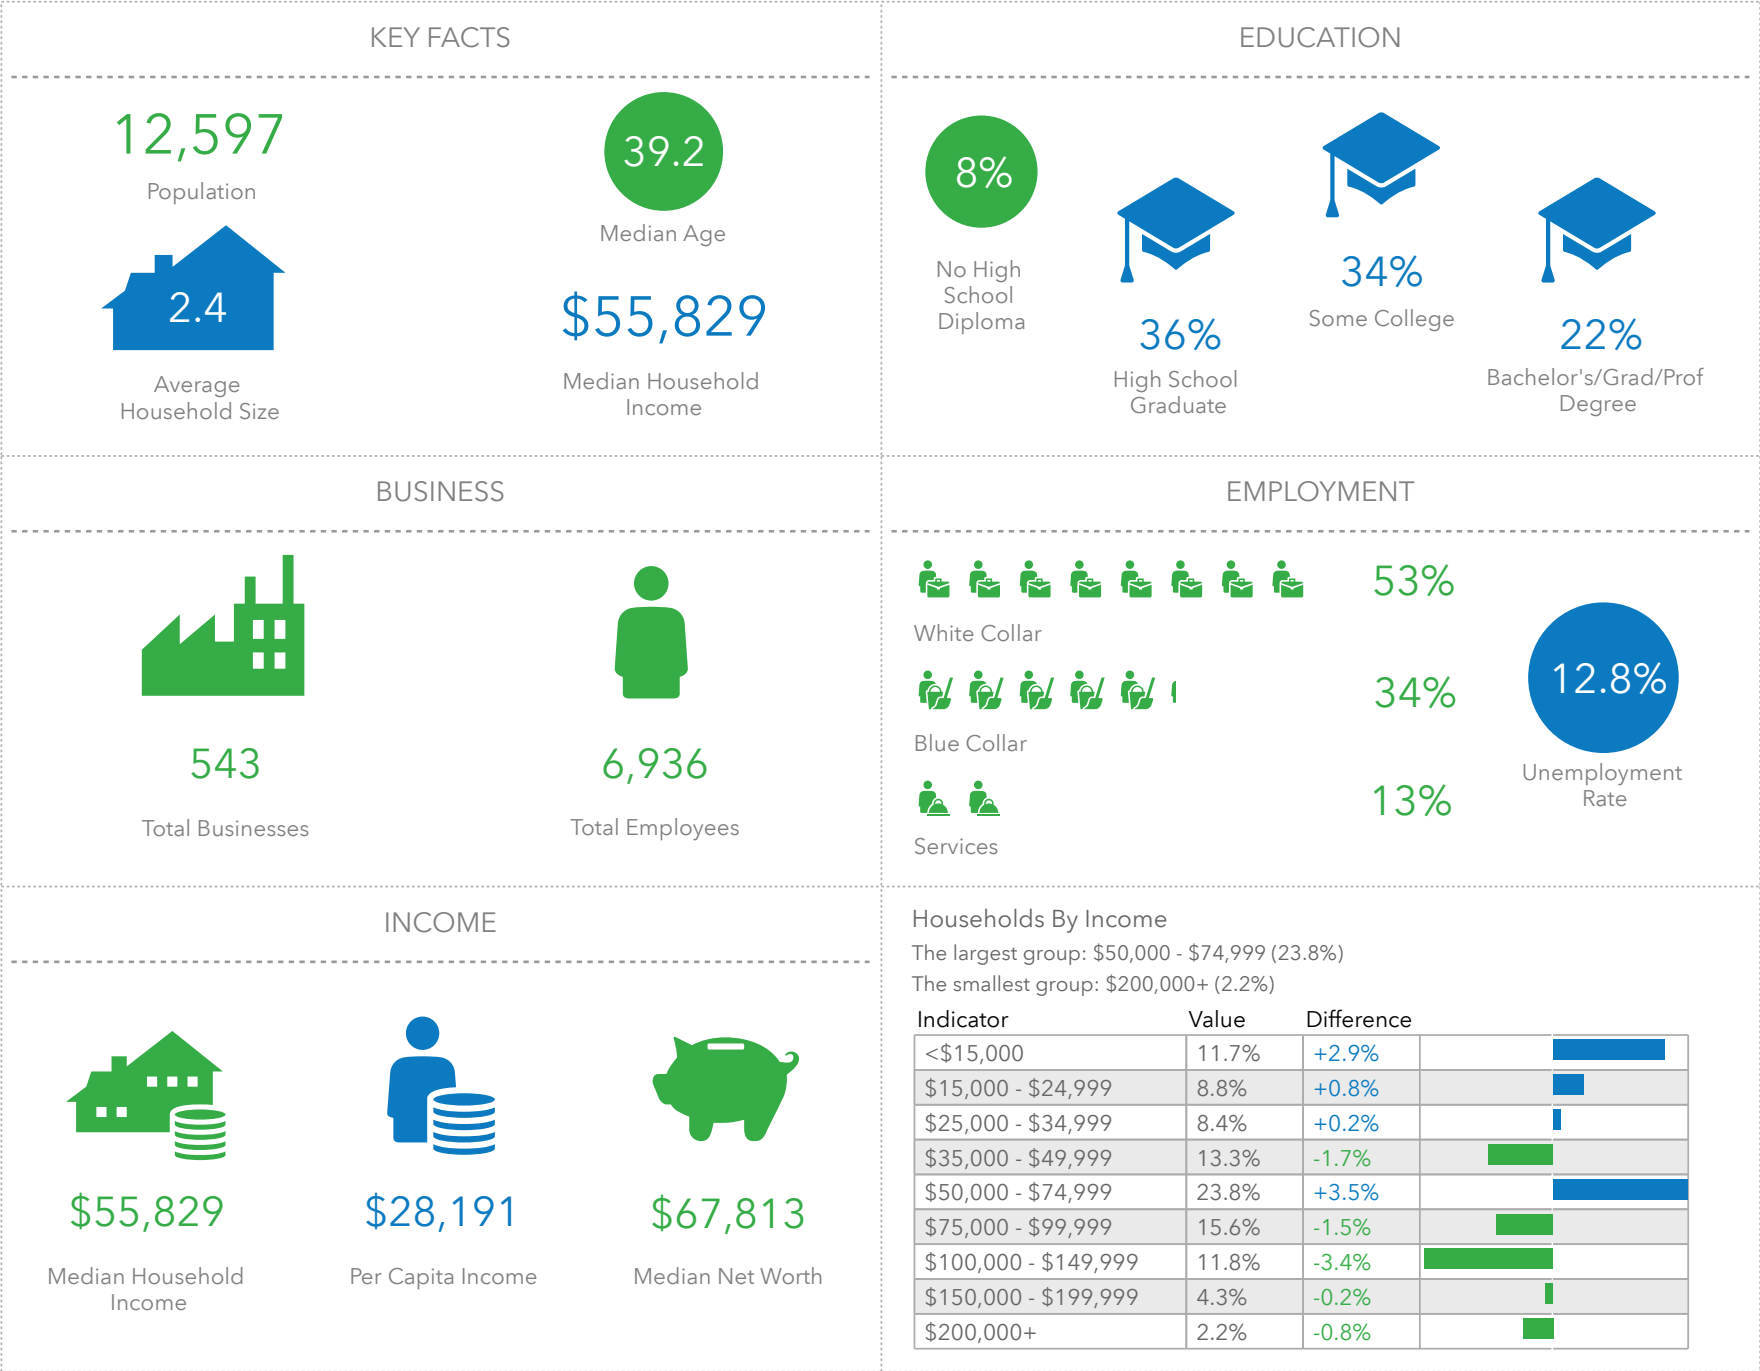 KEY FACTS
12,597
Population
39.2
Median Age
2.4
Average
Household Size
$55,829
Median Household
Income
EDUCATION
8%
No High
School
Diploma
36%
High School
Graduate
34%
Some College
22%
Bachelor's/Grad/Prof
Degree
BUSINESS
543
Total Businesses
6,936
Total Employees
EMPLOYMENT
53%
White Collar
34%
Blue Collar
13%
Services
12.8%
Unemployment
Rate
INCOME
$55,829
Median Household
Income
$28,191
Per Capita Income
$67,813
Median Net Worth
Households By Income
The largest group: $50,000 - $74,999 (23.8%)
The smallest group: $200,000+ (2.2%)
Indicator Value Difference
<$15,000 11.7% +2.9%
$15,000 - $24,999 8.8% +0.8%
$25,000 - $34,999 8.4% +0.2%
$35,000 - $49,999 13.3% -1.7%
$50,000 - $74,999 23.8% +3.5%
$75,000 - $99,999 15.6% -1.5%
$100,000 - $149,999 11.8% -3.4%
$150,000 - $199,999 4.3% -0.2%
$200,000+ 2.2% -0.8%